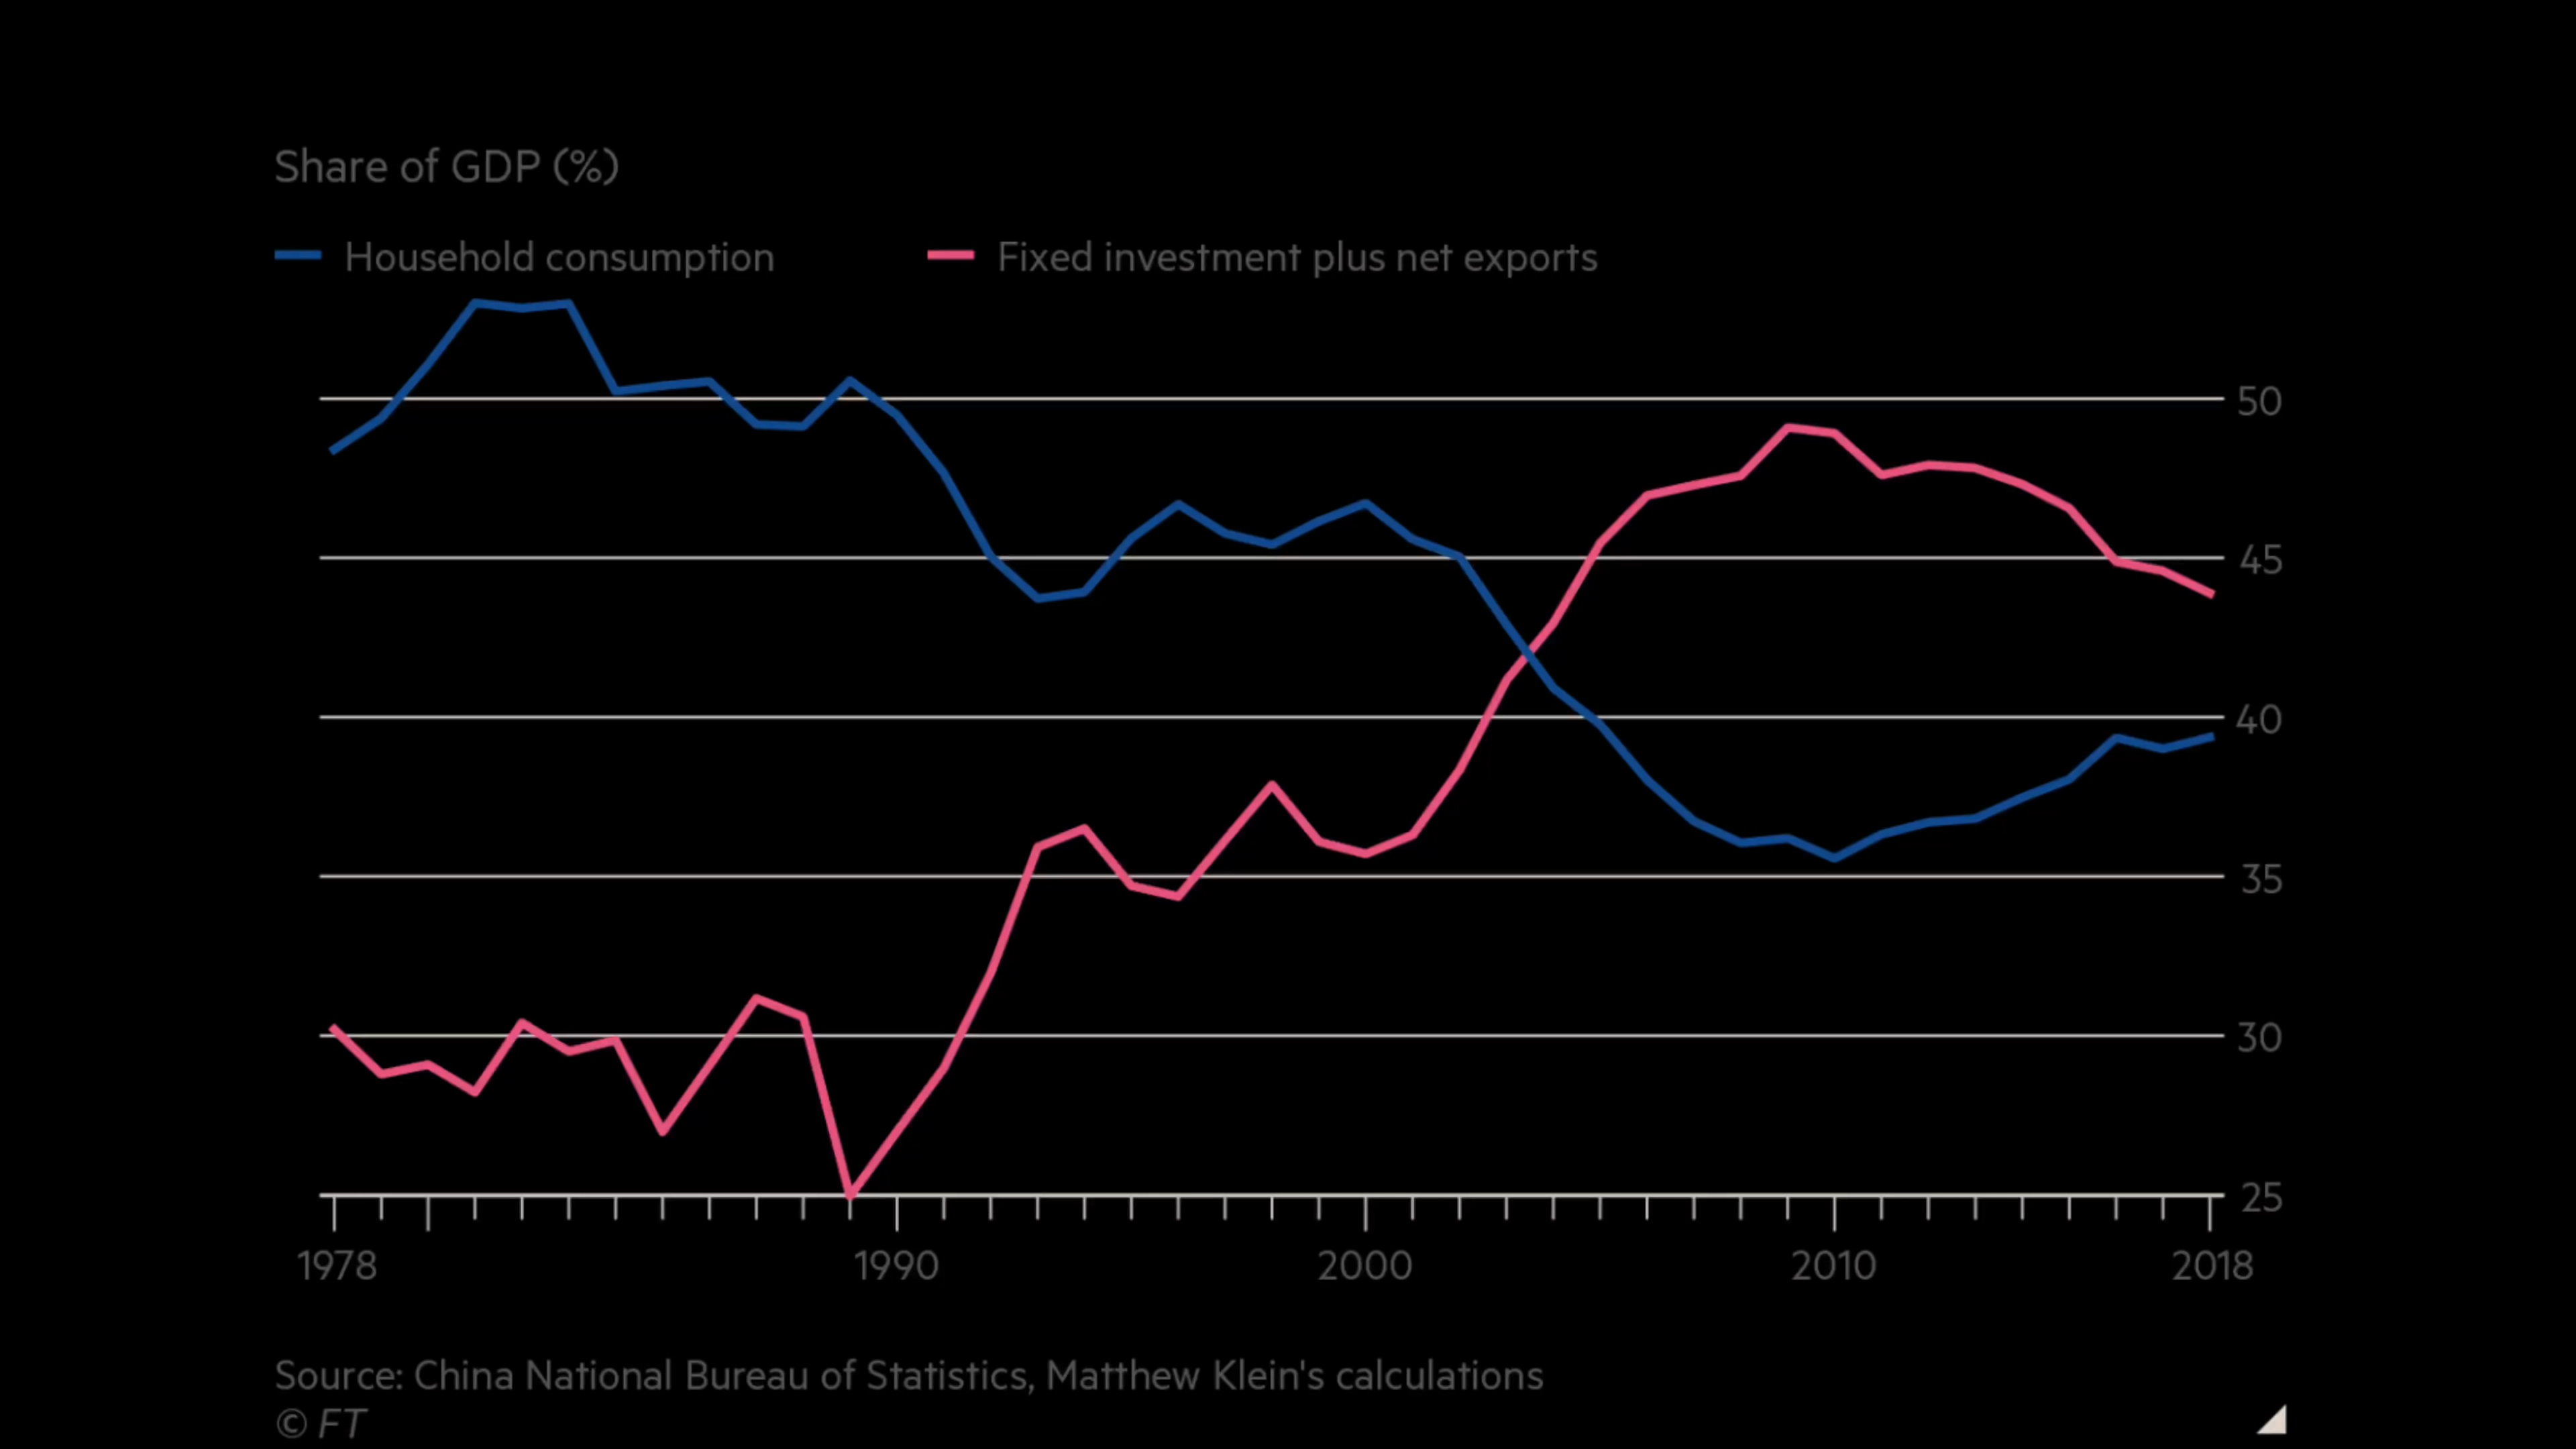 Share of GDP (%)
Household consumption Fixed investment plus net exports
50
45
40
35
30
25
1978 1990 2000 2010 2018
Source: China National Bureau of Statistics, Matthew Klein's calculations
© FT